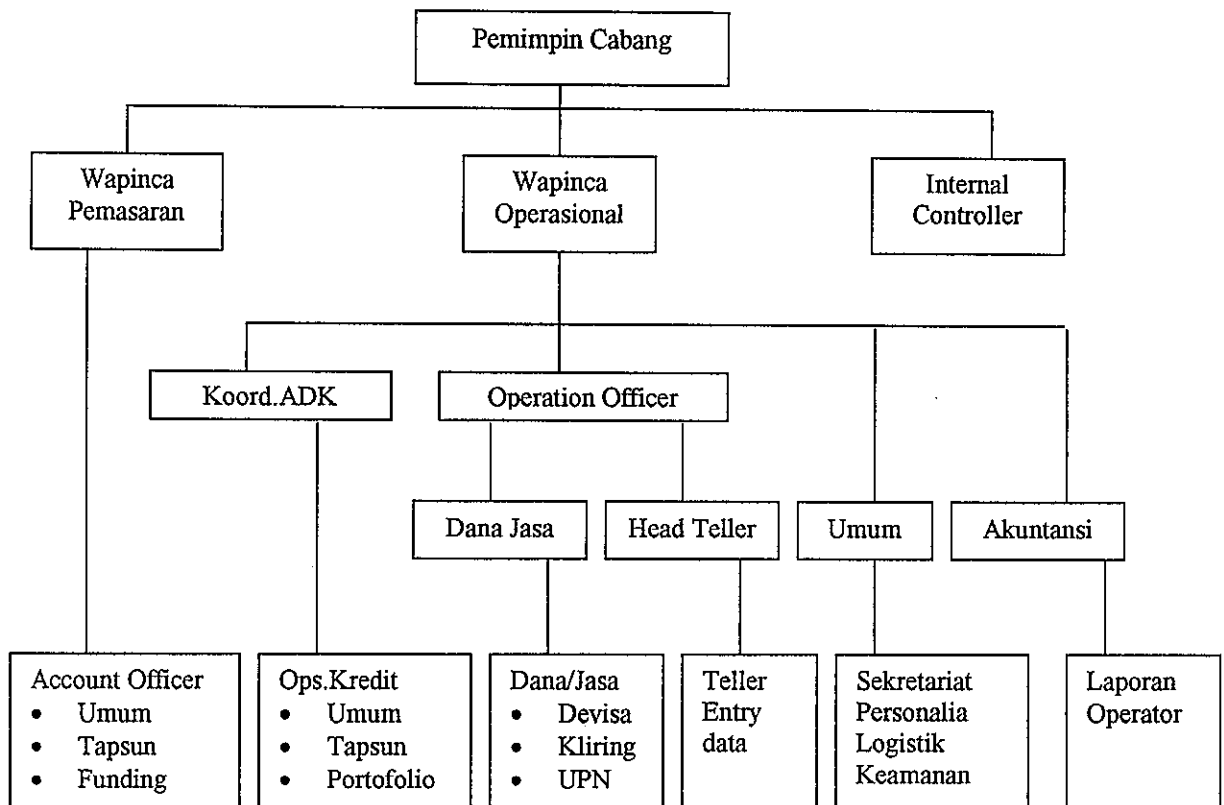 Pemimpin Cabang
Wapinca
Pemasaran
Wapinca
Operasional
Internal
Controller
Koord.ADK
Operation Officer
Dana Jasa
Head Teller
Umum
Akuntansi
Account Officer
• Umum
• Tapsun
• Funding
Ops.Kredit
• Umum
• Tapsun
• Portofolio
Dana/Jasa
• Devisa
• Kliring
• UPN
Teller
Entry
data
Sekretariat
Personalia
Logistik
Keamanan
Laporan
Operator